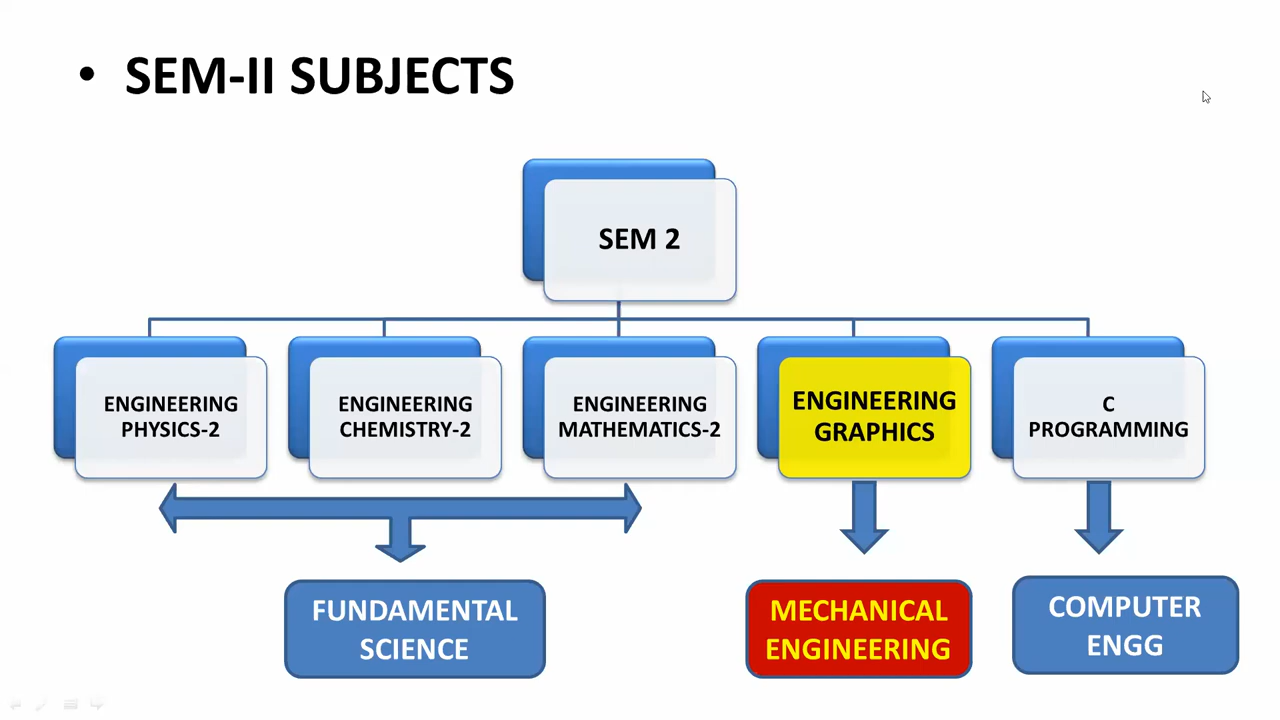 • SEM-II SUBJECTS
SEM 2
ENGINEERING
PHYSICS-2
ENGINEERING
CHEMISTRY-2
ENGINEERING
MATHEMATICS-2
ENGINEERING
GRAPHICS
C
PROGRAMMING
FUNDAMENTAL
SCIENCE
MECHANICAL
ENGINEERING
COMPUTER
ENGG